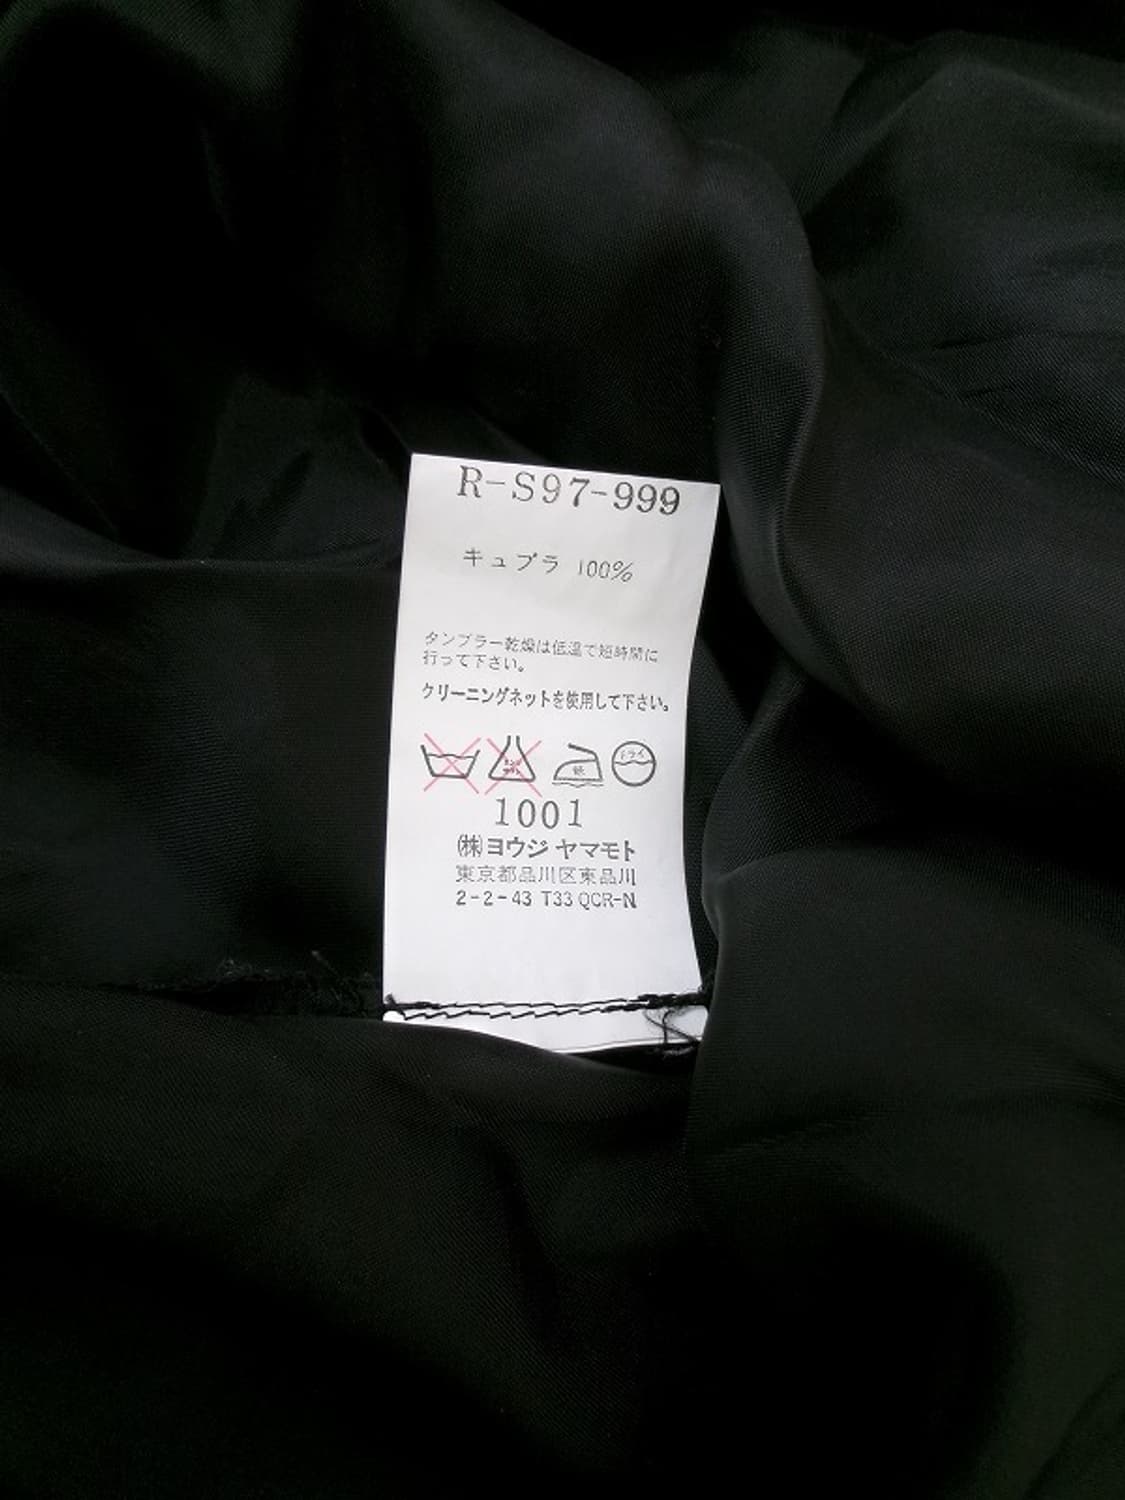 R-S97-999
キュプラ 100%
タンブラー乾燥は低温で短時間に
行って下さい。
クリーニングネットを使用して下さい。
ドライ
1001
㈱ヨウジ ヤマモト
東京都品川区東品川
2-2-43 T33 QCR-N